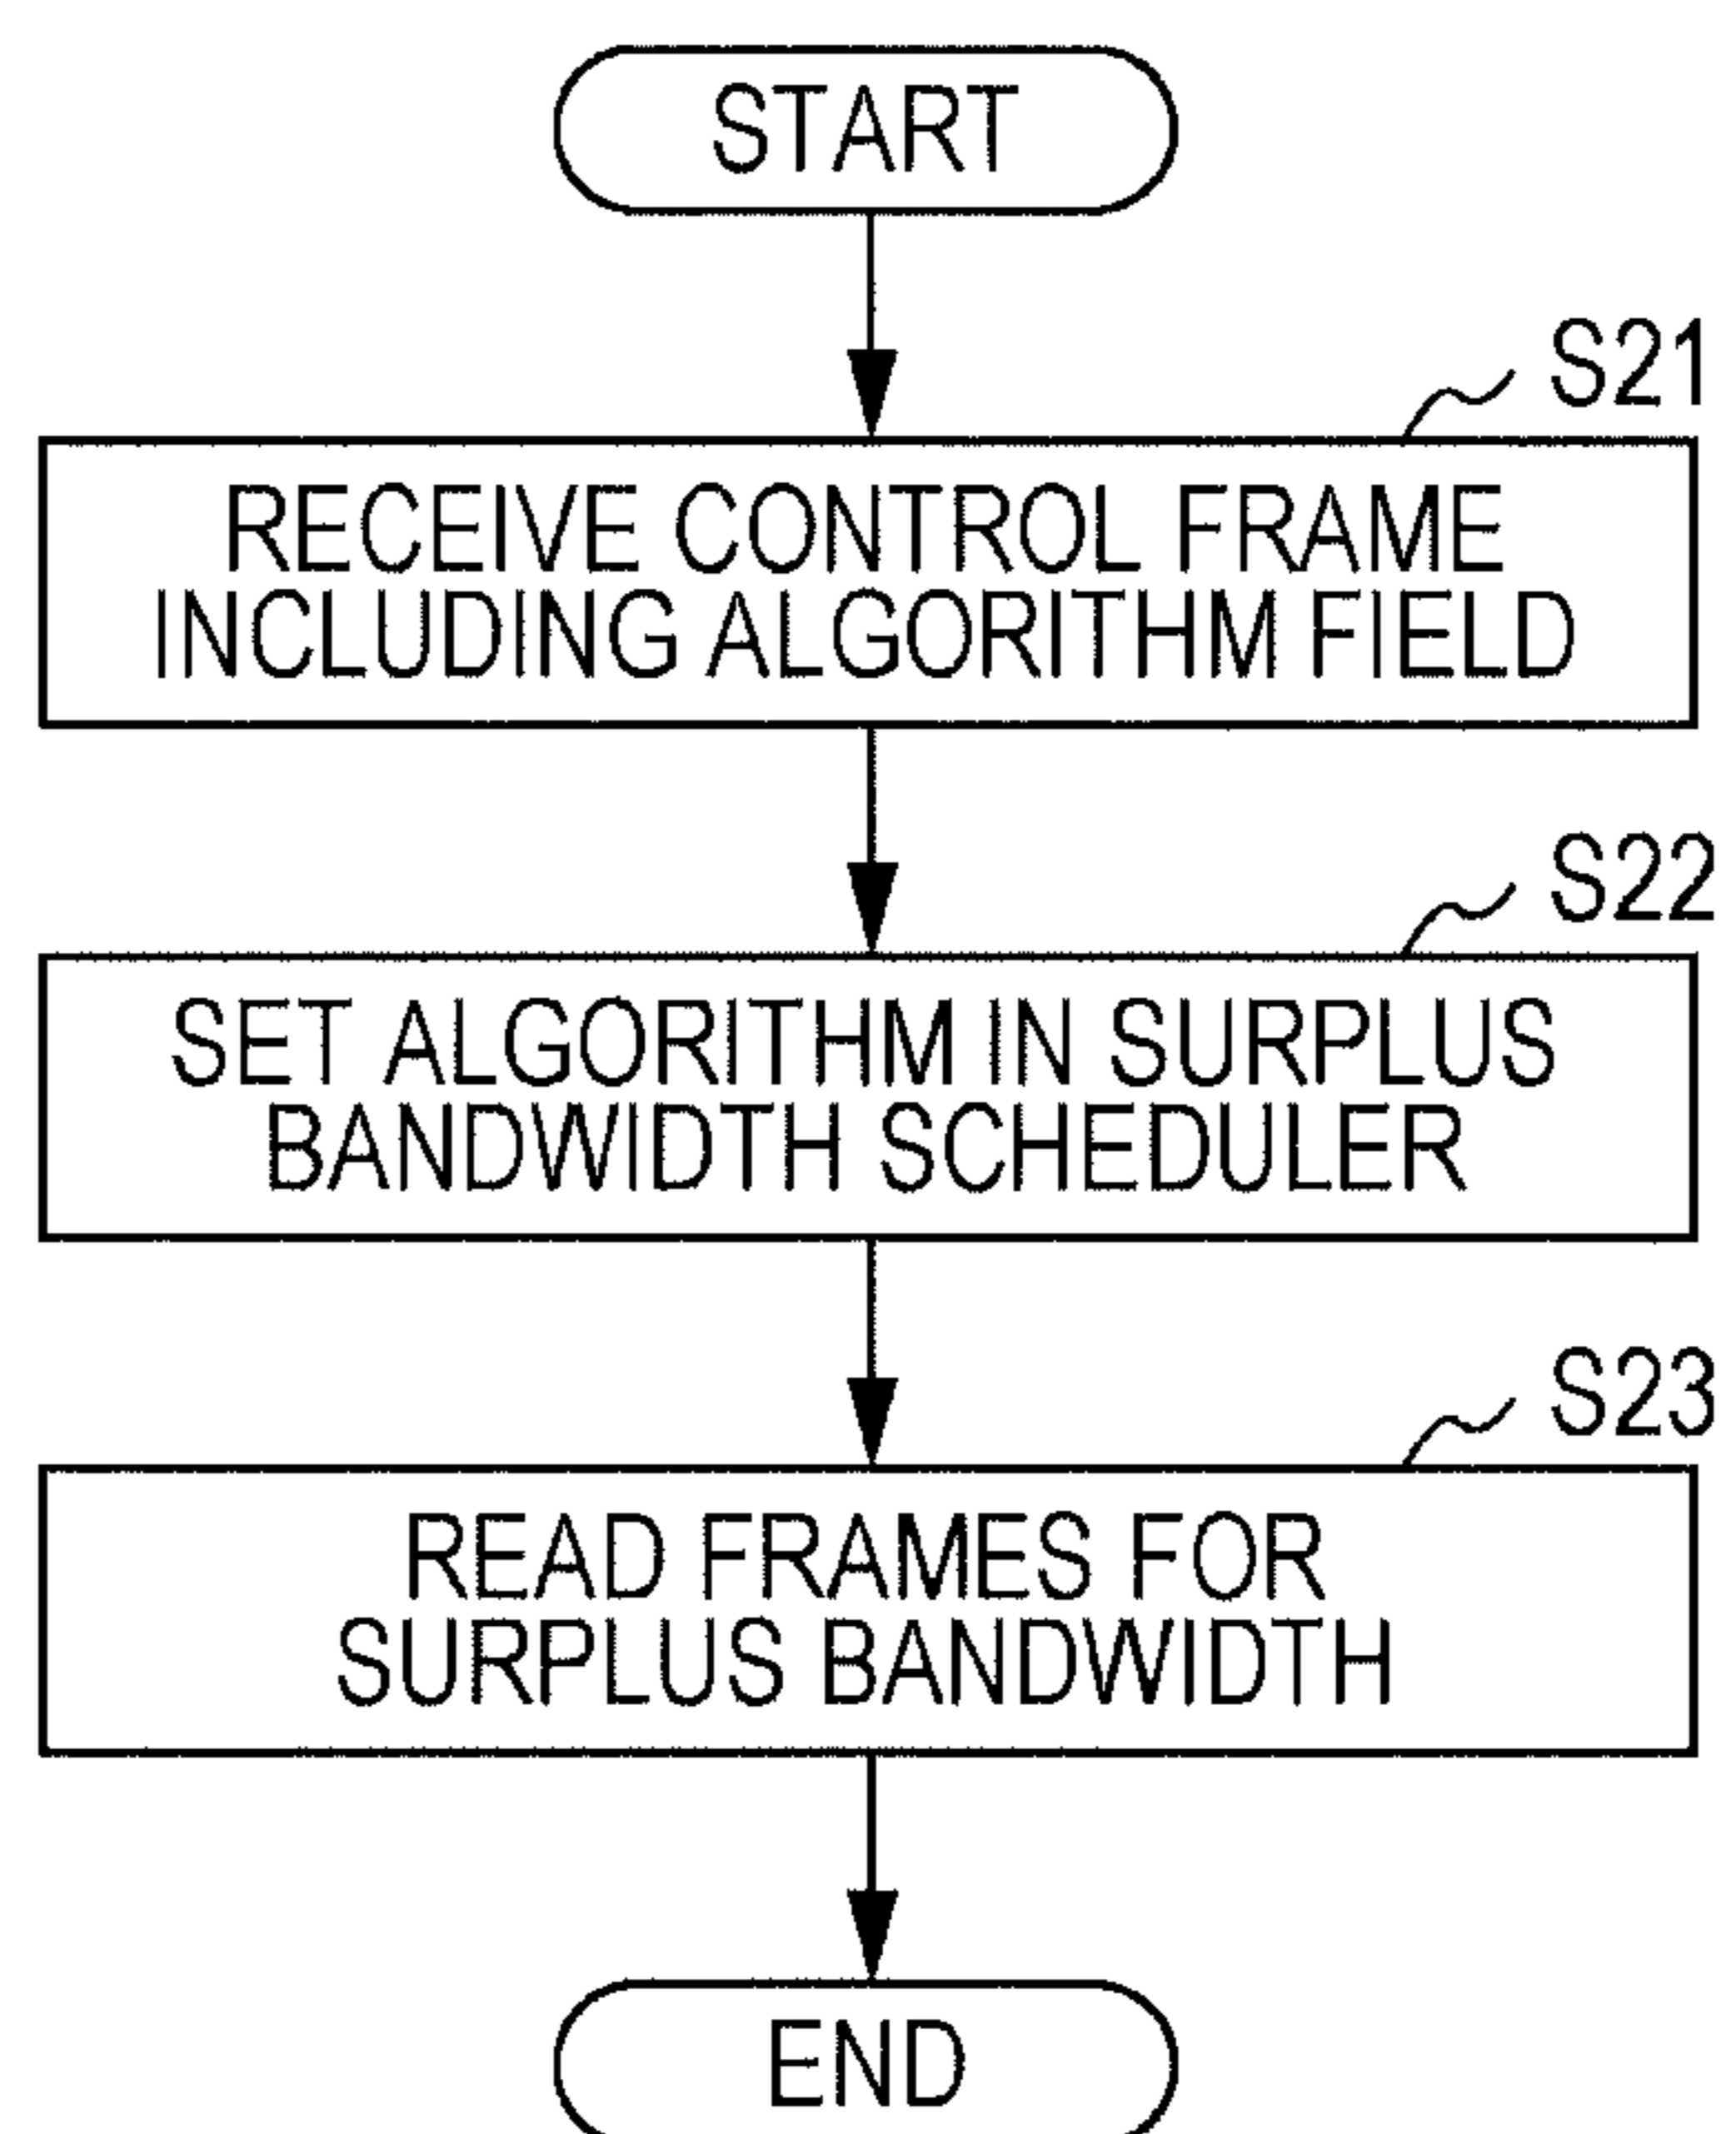 START
S21
RECEIVE CONTROL FRAME
INCLUDING ALGORITHM FIELD
S22
SET ALGORITHM IN SURPLUS
BANDWIDTH SCHEDULER
S23
READ FRAMES FOR
SURPLUS BANDWIDTH
END